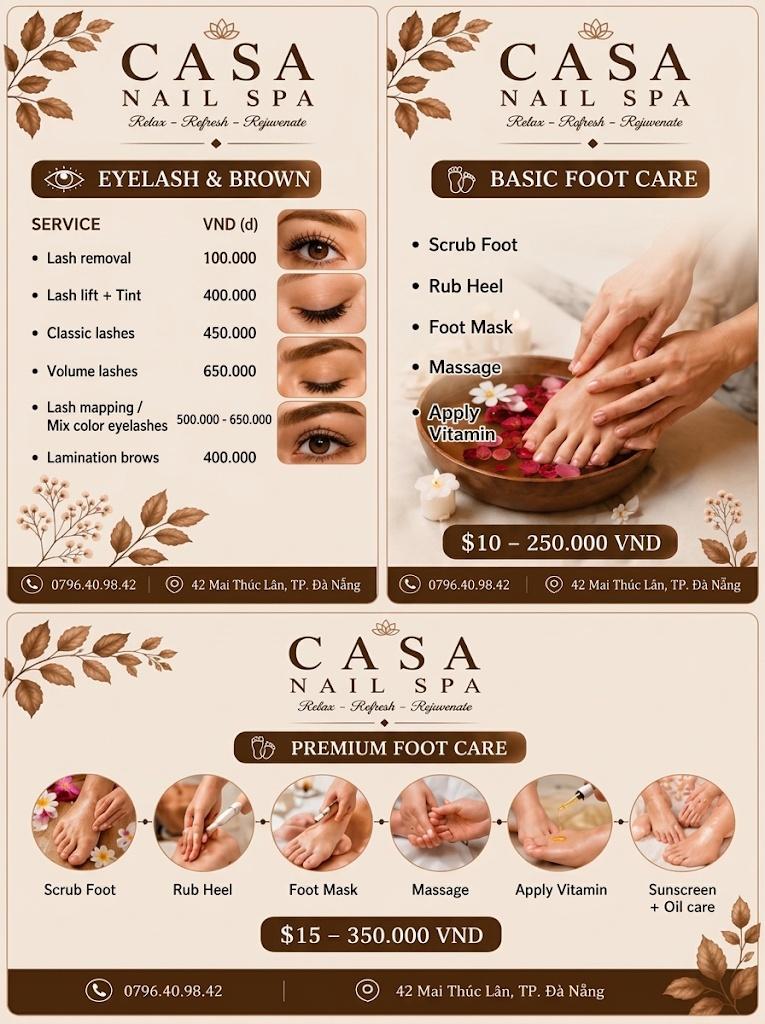 CASA
NAIL SPA
Relax – Refresh – Rejuvenate
EYELASH & BROWN
SERVICE VND (d)
• Lash removal 100.000
• Lash lift + Tint 400.000
• Classic lashes 450.000
• Volume lashes 650.000
• Lash mapping /
Mix color eyelashes 500.000 - 650.000
• Lamination brows 400.000
0796.40.98.42 42 Mai Thúc Lân, TP. Đà Nẵng
CASA
NAIL SPA
Relax – Refresh – Rejuvenate
BASIC FOOT CARE
• Scrub Foot
• Rub Heel
• Foot Mask
• Massage
• Apply
Vitamin
$10 – 250.000 VND
0796.40.98.42 42 Mai Thúc Lân, TP. Đà Nẵng
CASA
NAIL SPA
Relax – Refresh – Rejuvenate
PREMIUM FOOT CARE
Scrub Foot Rub Heel Foot Mask Massage Apply Vitamin Sunscreen
+ Oil care
$15 – 350.000 VND
0796.40.98.42 42 Mai Thúc Lân, TP. Đà Nẵng